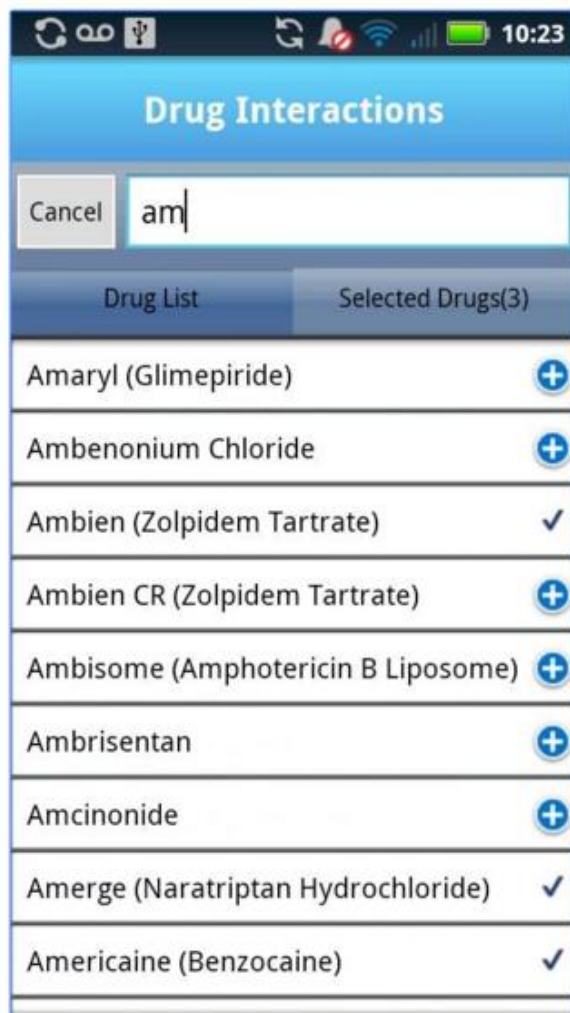 10:23
Drug Interactions
Cancel am
Drug List Selected Drugs(3)
Amaryl (Glimepiride)
Ambenonium Chloride
Ambien (Zolpidem Tartrate)
Ambien CR (Zolpidem Tartrate)
Ambisome (Amphotericin B Liposome)
Ambrisentan
Amcinonide
Amerge (Naratriptan Hydrochloride)
Americaine (Benzocaine)